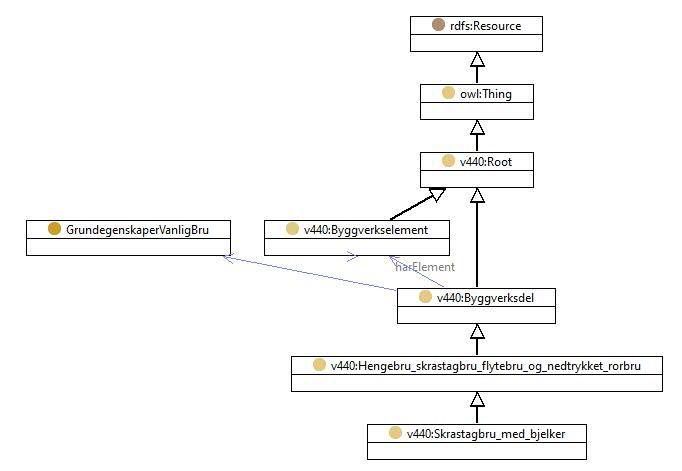 rdfs:Resource
owl:Thing
v440:Root
GrundegenskaperVanligBru
v440:Byggverkselement
harElement
v440:Byggverksdel
v440:Hengebru_skrastagbru_flytebru_og_nedtrykket_rorbru
v440:Skrastagbru_med_bjelker